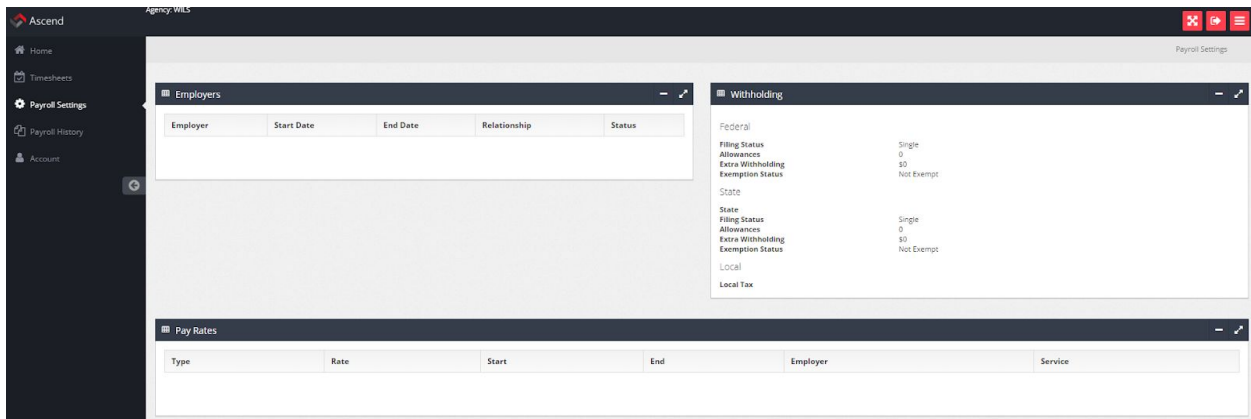 Ascend
Agency: WILS
Home
Timesheets
Payroll Settings
Payroll History
Account
Payroll Settings
Employers
Employer Start Date End Date Relationship Status
Withholding
Federal
Filing Status Single
Allowances 0
Extra Withholding $0
Exemption Status Not Exempt
State
State
Filing Status Single
Allowances 0
Extra Withholding $0
Exemption Status Not Exempt
Local
Local Tax
Pay Rates
Type Rate Start End Employer Service